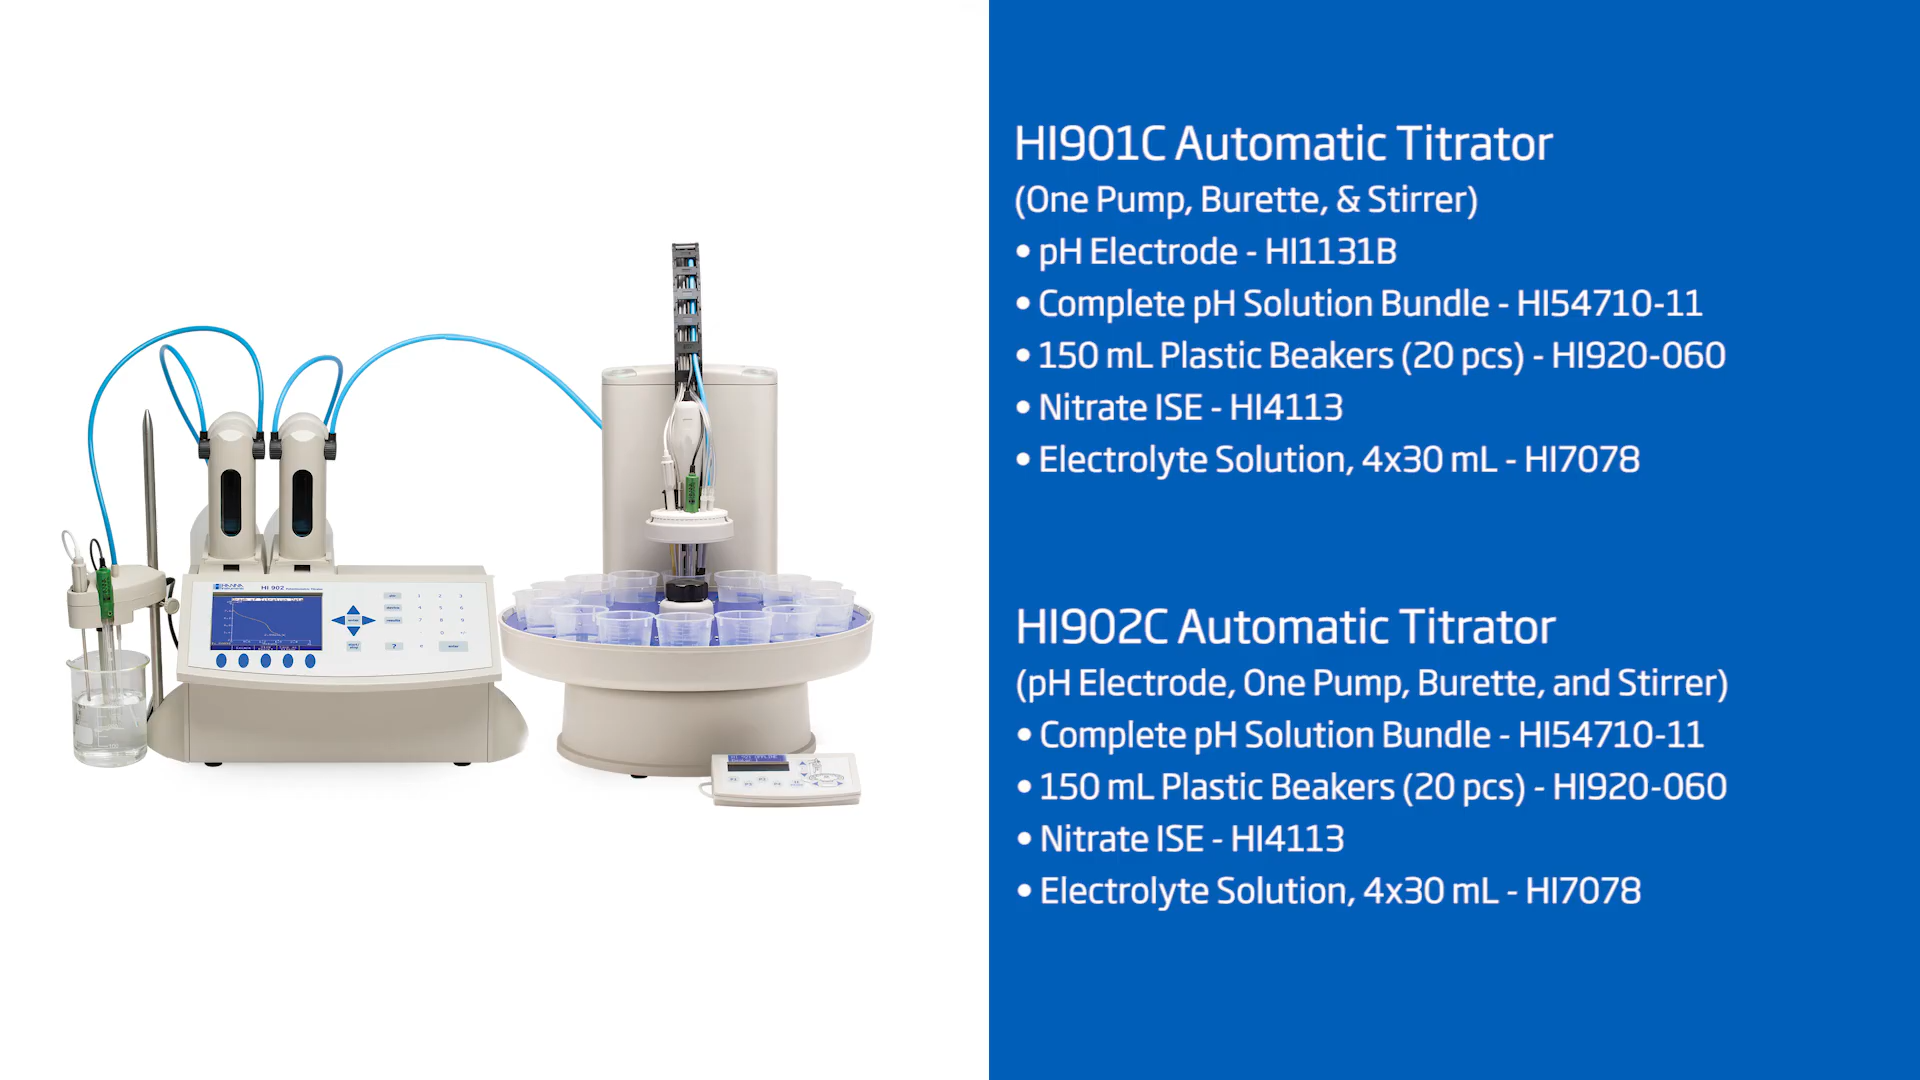 HI901C Automatic Titrator
(One Pump, Burette, & Stirrer)
• pH Electrode - HI1131B
• Complete pH Solution Bundle - HI54710-11
• 150 mL Plastic Beakers (20 pcs) - HI920-060
• Nitrate ISE - HI4113
• Electrolyte Solution, 4x30 mL - HI7078
HI902C Automatic Titrator
(pH Electrode, One Pump, Burette, and Stirrer)
• Complete pH Solution Bundle - HI54710-11
• 150 mL Plastic Beakers (20 pcs) - HI920-060
• Nitrate ISE - HI4113
• Electrolyte Solution, 4x30 mL - HI7078
HANNA
HI 902